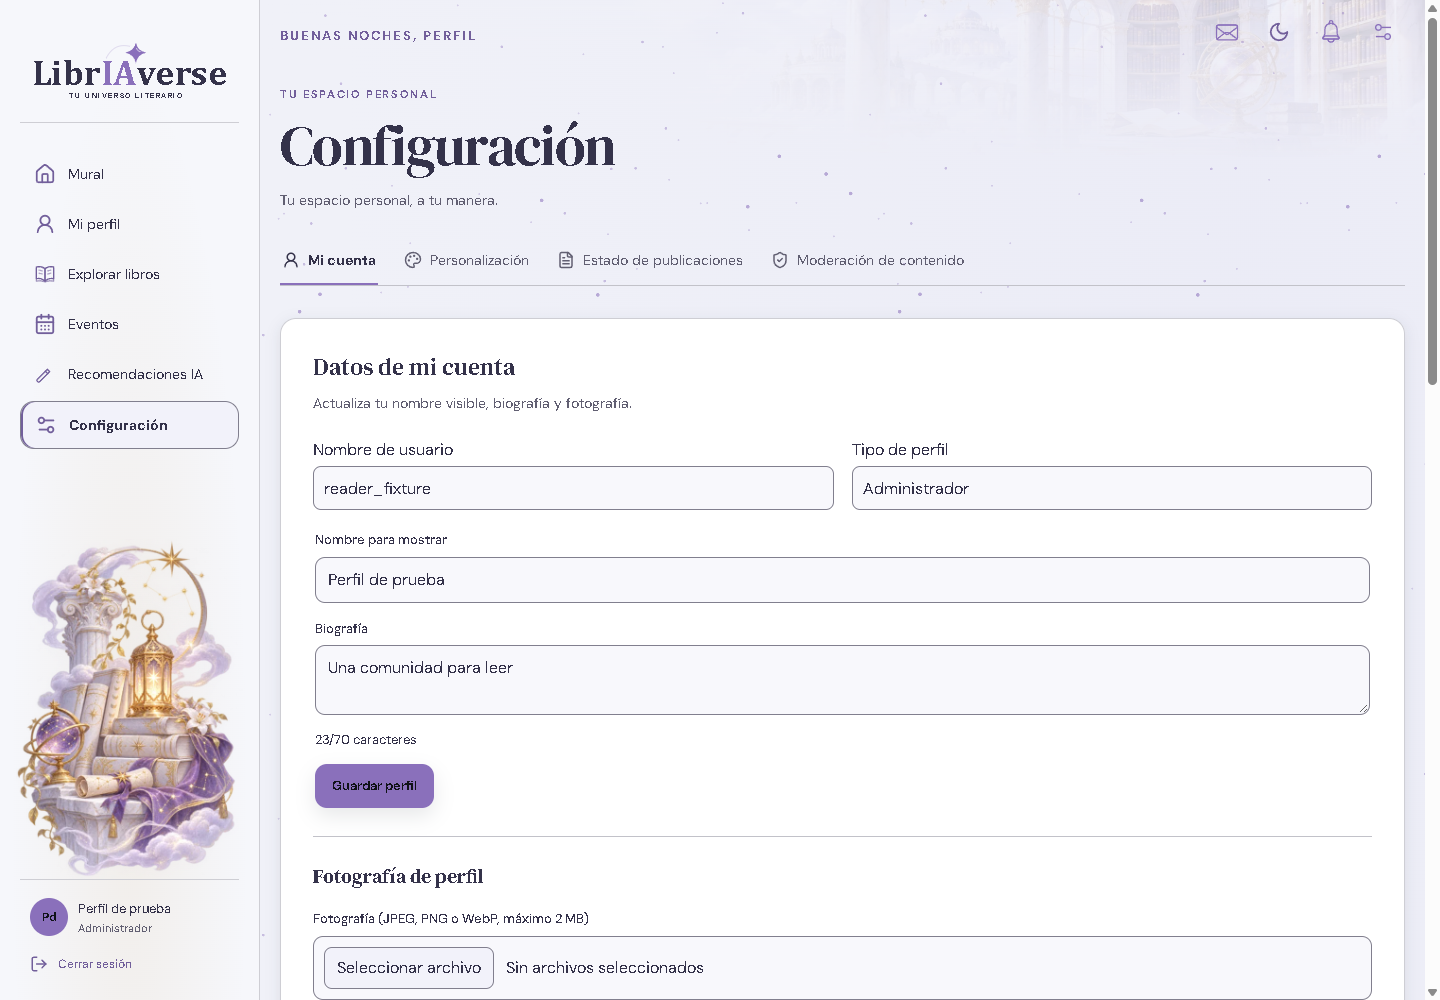 LibrIAverse
TU UNIVERSO LITERARIO
Mural
Mi perfil
Explorar libros
Eventos
Recomendaciones IA
Configuración
Pd
Perfil de prueba
Administrador
Cerrar sesión
BUENAS NOCHES, PERFIL
TU ESPACIO PERSONAL
Configuración
Tu espacio personal, a tu manera.
Mi cuenta
Personalización
Estado de publicaciones
Moderación de contenido
Datos de mi cuenta
Actualiza tu nombre visible, biografía y fotografía.
Nombre de usuario
reader_fixture
Tipo de perfil
Administrador
Nombre para mostrar
Perfil de prueba
Biografía
Una comunidad para leer
23/70 caracteres
Guardar perfil
Fotografía de perfil
Fotografía (JPEG, PNG o WebP, máximo 2 MB)
Seleccionar archivo
Sin archivos seleccionados